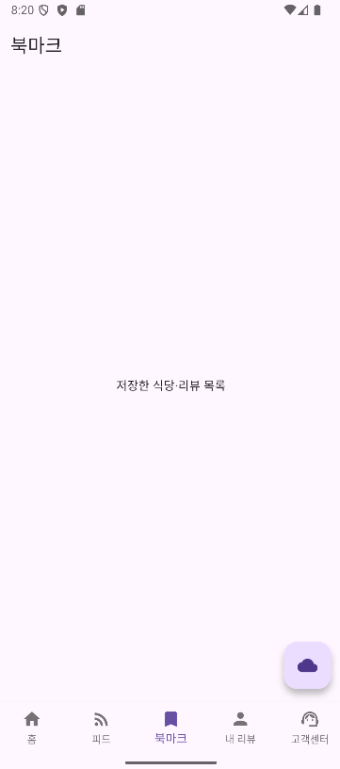 8:20
북마크
저장한 식당·리뷰 목록
홈
피드
북마크
내 리뷰
고객센터